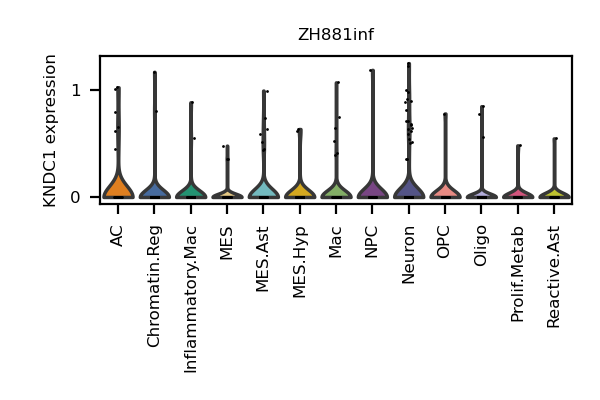 ZH881inf
KNDC1 expression
1
0
AC
Chromatin.Reg
Inflammatory.Mac
MES
MES.Ast
MES.Hyp
Mac
NPC
Neuron
OPC
Oligo
Prolif.Metab
Reactive.Ast